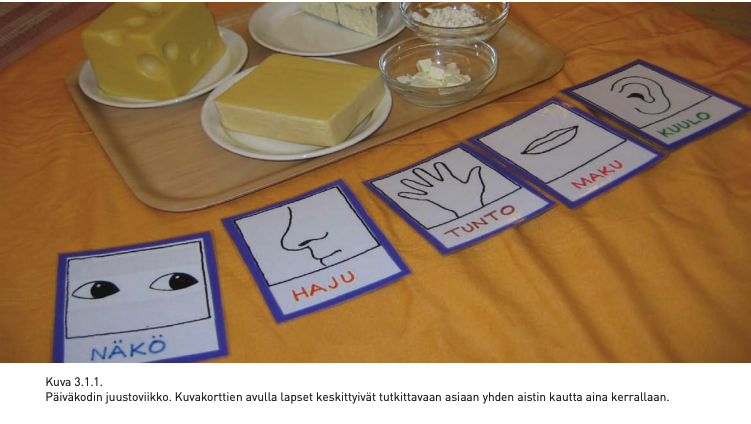 NÄKÖ
HAJU
TUNTO
MAKU
KUULO
Kuva 3.1.1.
Päiväkodin juustoviikko. Kuvakorttien avulla lapset keskittyivät tutkittavaan asiaan yhden aistin kautta aina kerrallaan.